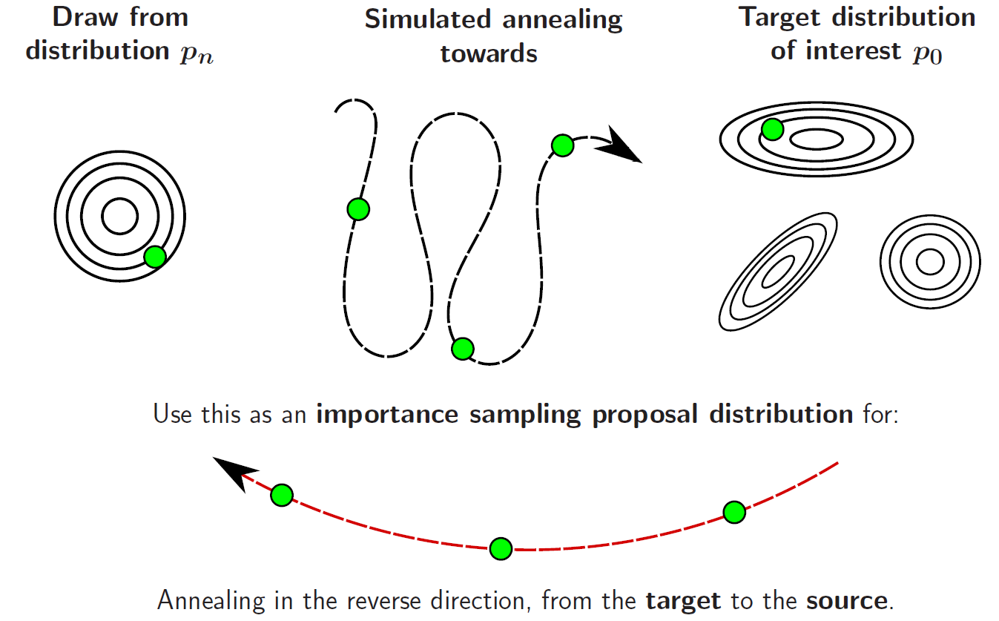 Draw from
distribution pₙ
Simulated annealing
towards
Target distribution
of interest p₀
Use this as an importance sampling proposal distribution for:
Annealing in the reverse direction, from the target to the source.